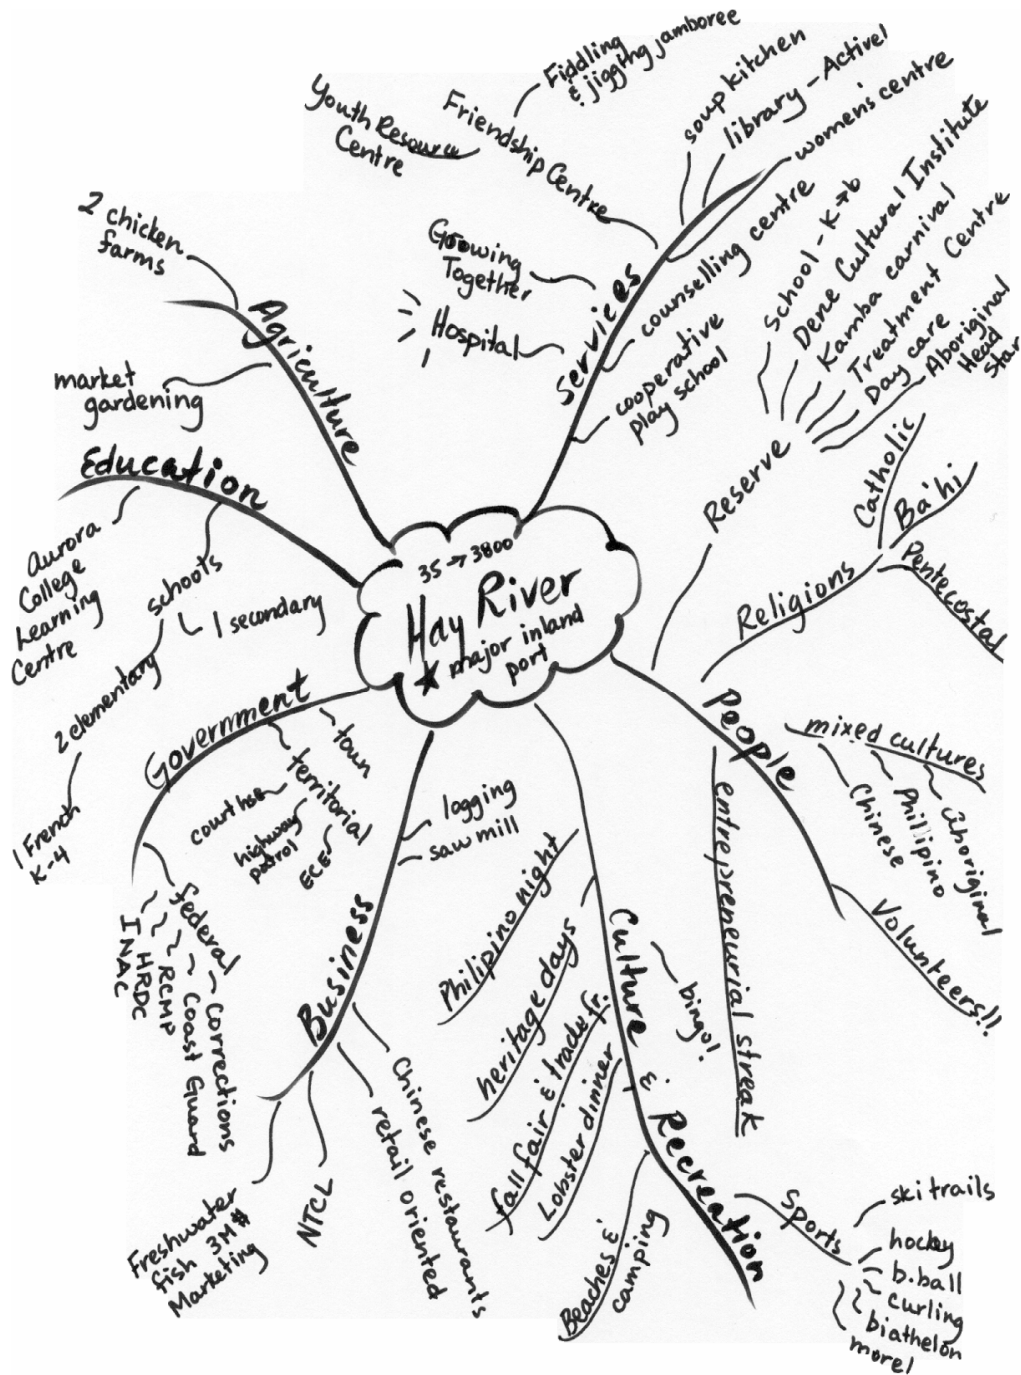 35 → 3800
Hay River
★ major inland
port
Services
Fiddling
& jigging jamboree
Friendship Centre
Youth Resource
Centre
soup kitchen
library - Active!
women's centre
Growing
Together
Hospital
counselling centre
cooperative
play school
People
Reserve
school - K→6
Dene Cultural Institute
Kamba carnival
Treatment Centre
Day care
Aboriginal
Head
Star
Religions
Catholic
Ba'hi
Pentecostal
mixed cultures
Chinese
Phillipino
Aboriginal
Volunteers!!
entrepreneurial streak
Culture & Recreation
bingo!
Philipino night
heritage days
fall fair & trade fr.
Lobster dinner
Beaches &
camping
Sports
ski trails
hockey
b.ball
curling
biathelon
more!
Business
logging
saw mill
Chinese restaurants
retail oriented
NTCL
Freshwater
fish 3M$
Marketing
Government
town
territorial
court hse
highway
patrol
ECE
federal
Corrections
Coast Guard
RCMP
HRDC
INAC
Education
Aurora
College
Learning
Centre
schools
1 secondary
2 elementary
1 French
K-4
Agriculture
2 chicken
farms
market
gardening